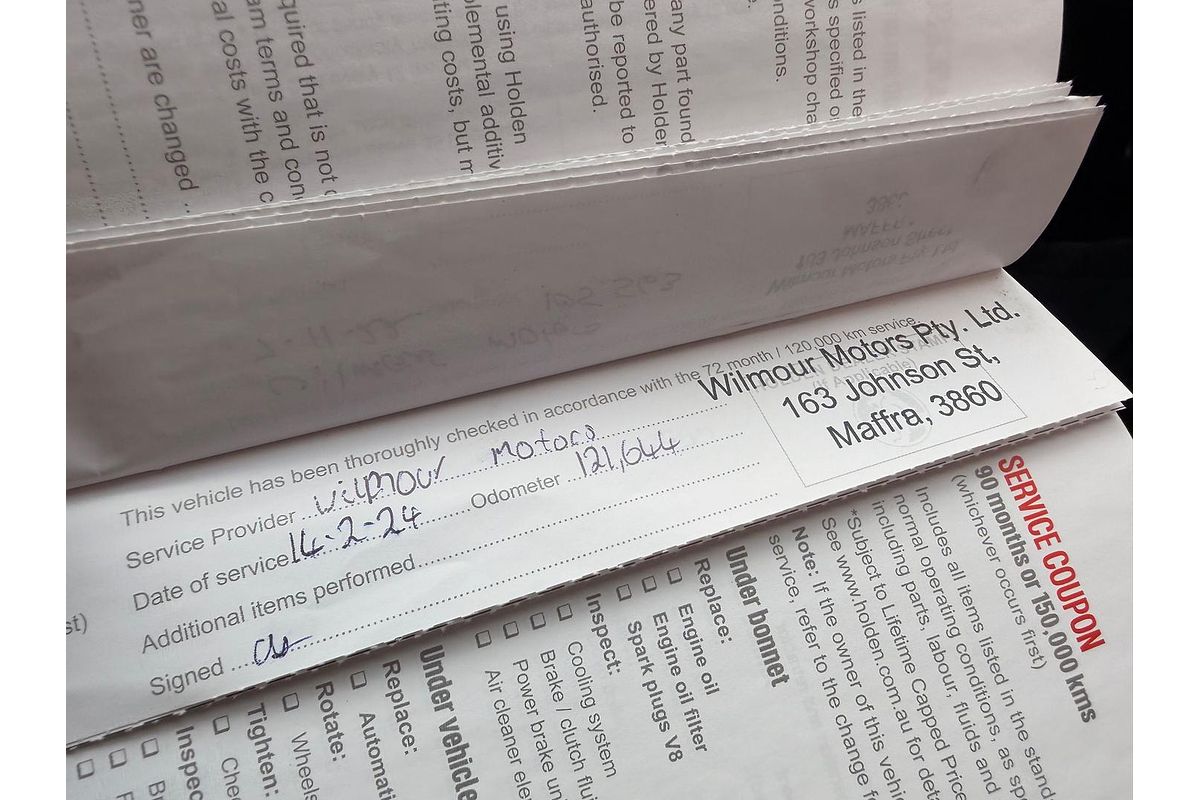 quired that is not
am terms and con
al costs with the c
ner are changed
using Holden
plemental additiv
ting costs, but m
any part found
ered by Holden
be reported to
authorised.
s listed in the
s specified o
workshop cha
onditions.
This vehicle has been thoroughly checked in accordance with the 72 month / 120,000 km service.
Service Provider Wilmour Motors
Date of service 14-2-24 Odometer 121,644
Additional items performed
Signed
Wilmour Motors Pty. Ltd.
163 Johnson St,
Maffra, 3860
st)
SERVICE COUPON
90 months or 150,000 kms
(whichever occurs first)
Includes all items listed in the stand
normal operating conditions, as sp
including parts, labour, fluids and
*Subject to Lifetime Capped Price
See www.holden.com.au for deta
Note: If the owner of this vehi
service, refer to the change
Under bonnet
Replace:
Engine oil
Engine oil filter
Spark plugs V8
Inspect:
Cooling system
Brake / clutch flui
Power brake un
Air cleaner ele
Under vehicle
Replace:
Automati
Rotate:
Wheels
Tighten:
Che
Inspec